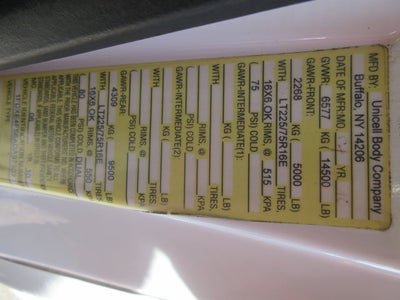 MFD BY: Unicell Body Company
Buffalo, NY 14206
DATE OF MFR: MO. YR.
GVWR: 6577 KG ( 14500 LB)
GAWR-FRONT:
2268 KG ( 5000 LB)
WITH LT225/75R16E TIRES,
16X6.0K RIMS, @ 515 KPA
75 PSI) COLD
GAWR-INTERMEDIATE(1):
KG ( LB)
WITH TIRES,
RIMS, @ KPA
PSI) COLD
GAWR-INTERMEDIATE(2):
KG ( LB)
WITH TIRES,
RIMS, @ KPA
PSI) COLD
GAWR-REAR:
4309 KG ( 9500 LB)
WITH LT225/75R16E TIRES,
16X6.0K RIMS, @ 550 KPA
80 PSI) COLD DUAL